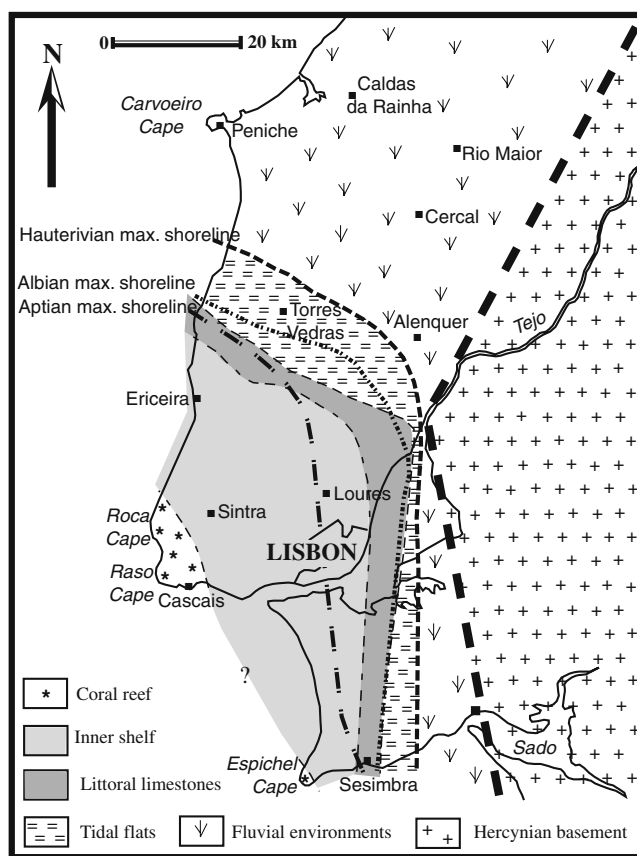 0 20 km
N
Carvoeiro
Cape
Peniche
Caldas
da Rainha
Rio Maior
Cercal
Hauterivian max. shoreline
Albian max. shoreline
Aptian max. shoreline
Torres
Vedras
Alenquer
Tejo
Ericeira
Roca
Cape
Sintra
Loures
LISBON
Raso
Cape
Cascais
?
Espichel
Cape
Sesimbra
Sado
Coral reef
Inner shelf
Littoral limestones
Tidal flats
Fluvial environments
Hercynian basement